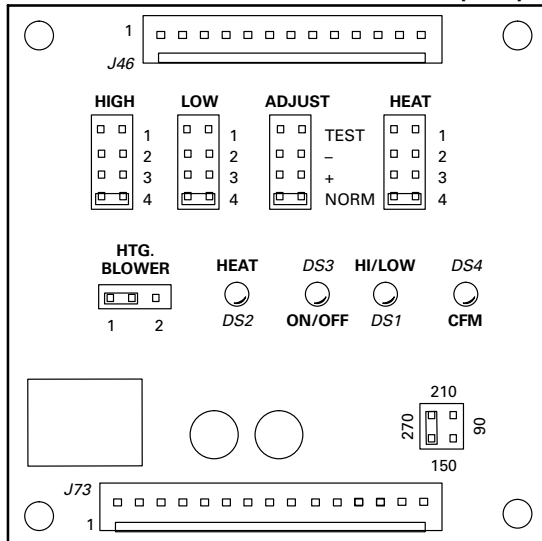 1
J46
HIGH LOW ADJUST HEAT
1 1 TEST 1
2 2 – 2
3 3 + 3
4 4 NORM 4
HTG.
BLOWER HEAT DS3 HI/LOW DS4
1 2 DS2 ON/OFF DS1 CFM
210
270 90
150
J73
1